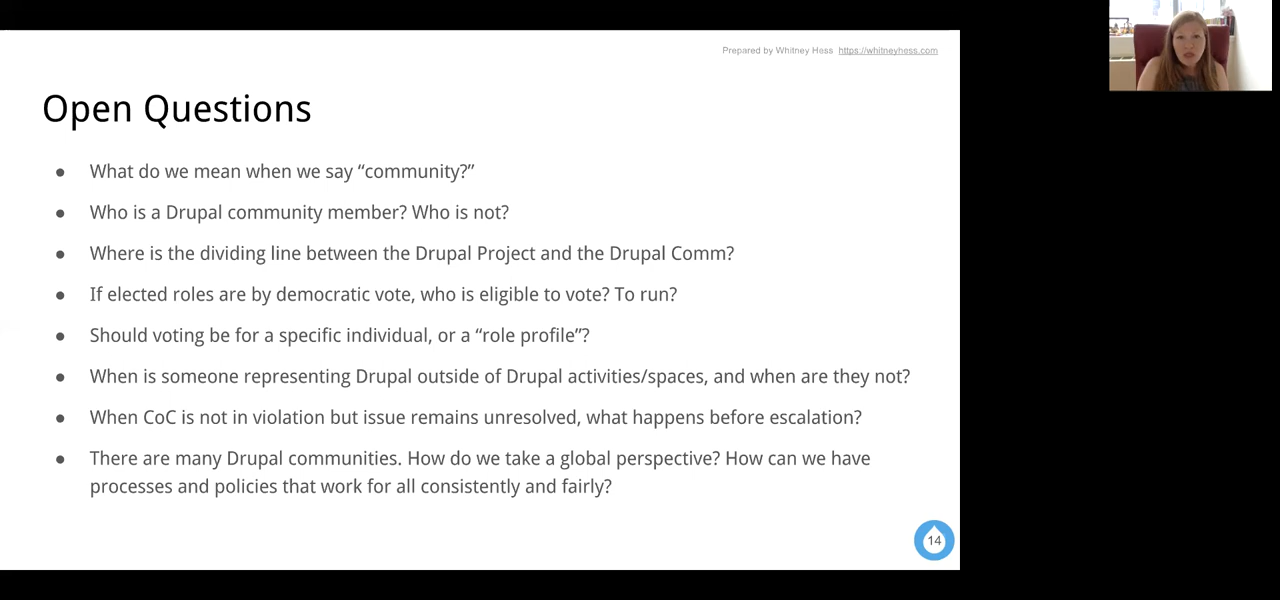 Prepared by Whitney Hess https://whitneyhess.com
Open Questions
● What do we mean when we say “community?”
● Who is a Drupal community member? Who is not?
● Where is the dividing line between the Drupal Project and the Drupal Comm?
● If elected roles are by democratic vote, who is eligible to vote? To run?
● Should voting be for a specific individual, or a “role profile”?
● When is someone representing Drupal outside of Drupal activities/spaces, and when are they not?
● When CoC is not in violation but issue remains unresolved, what happens before escalation?
● There are many Drupal communities. How do we take a global perspective? How can we have
processes and policies that work for all consistently and fairly?
14